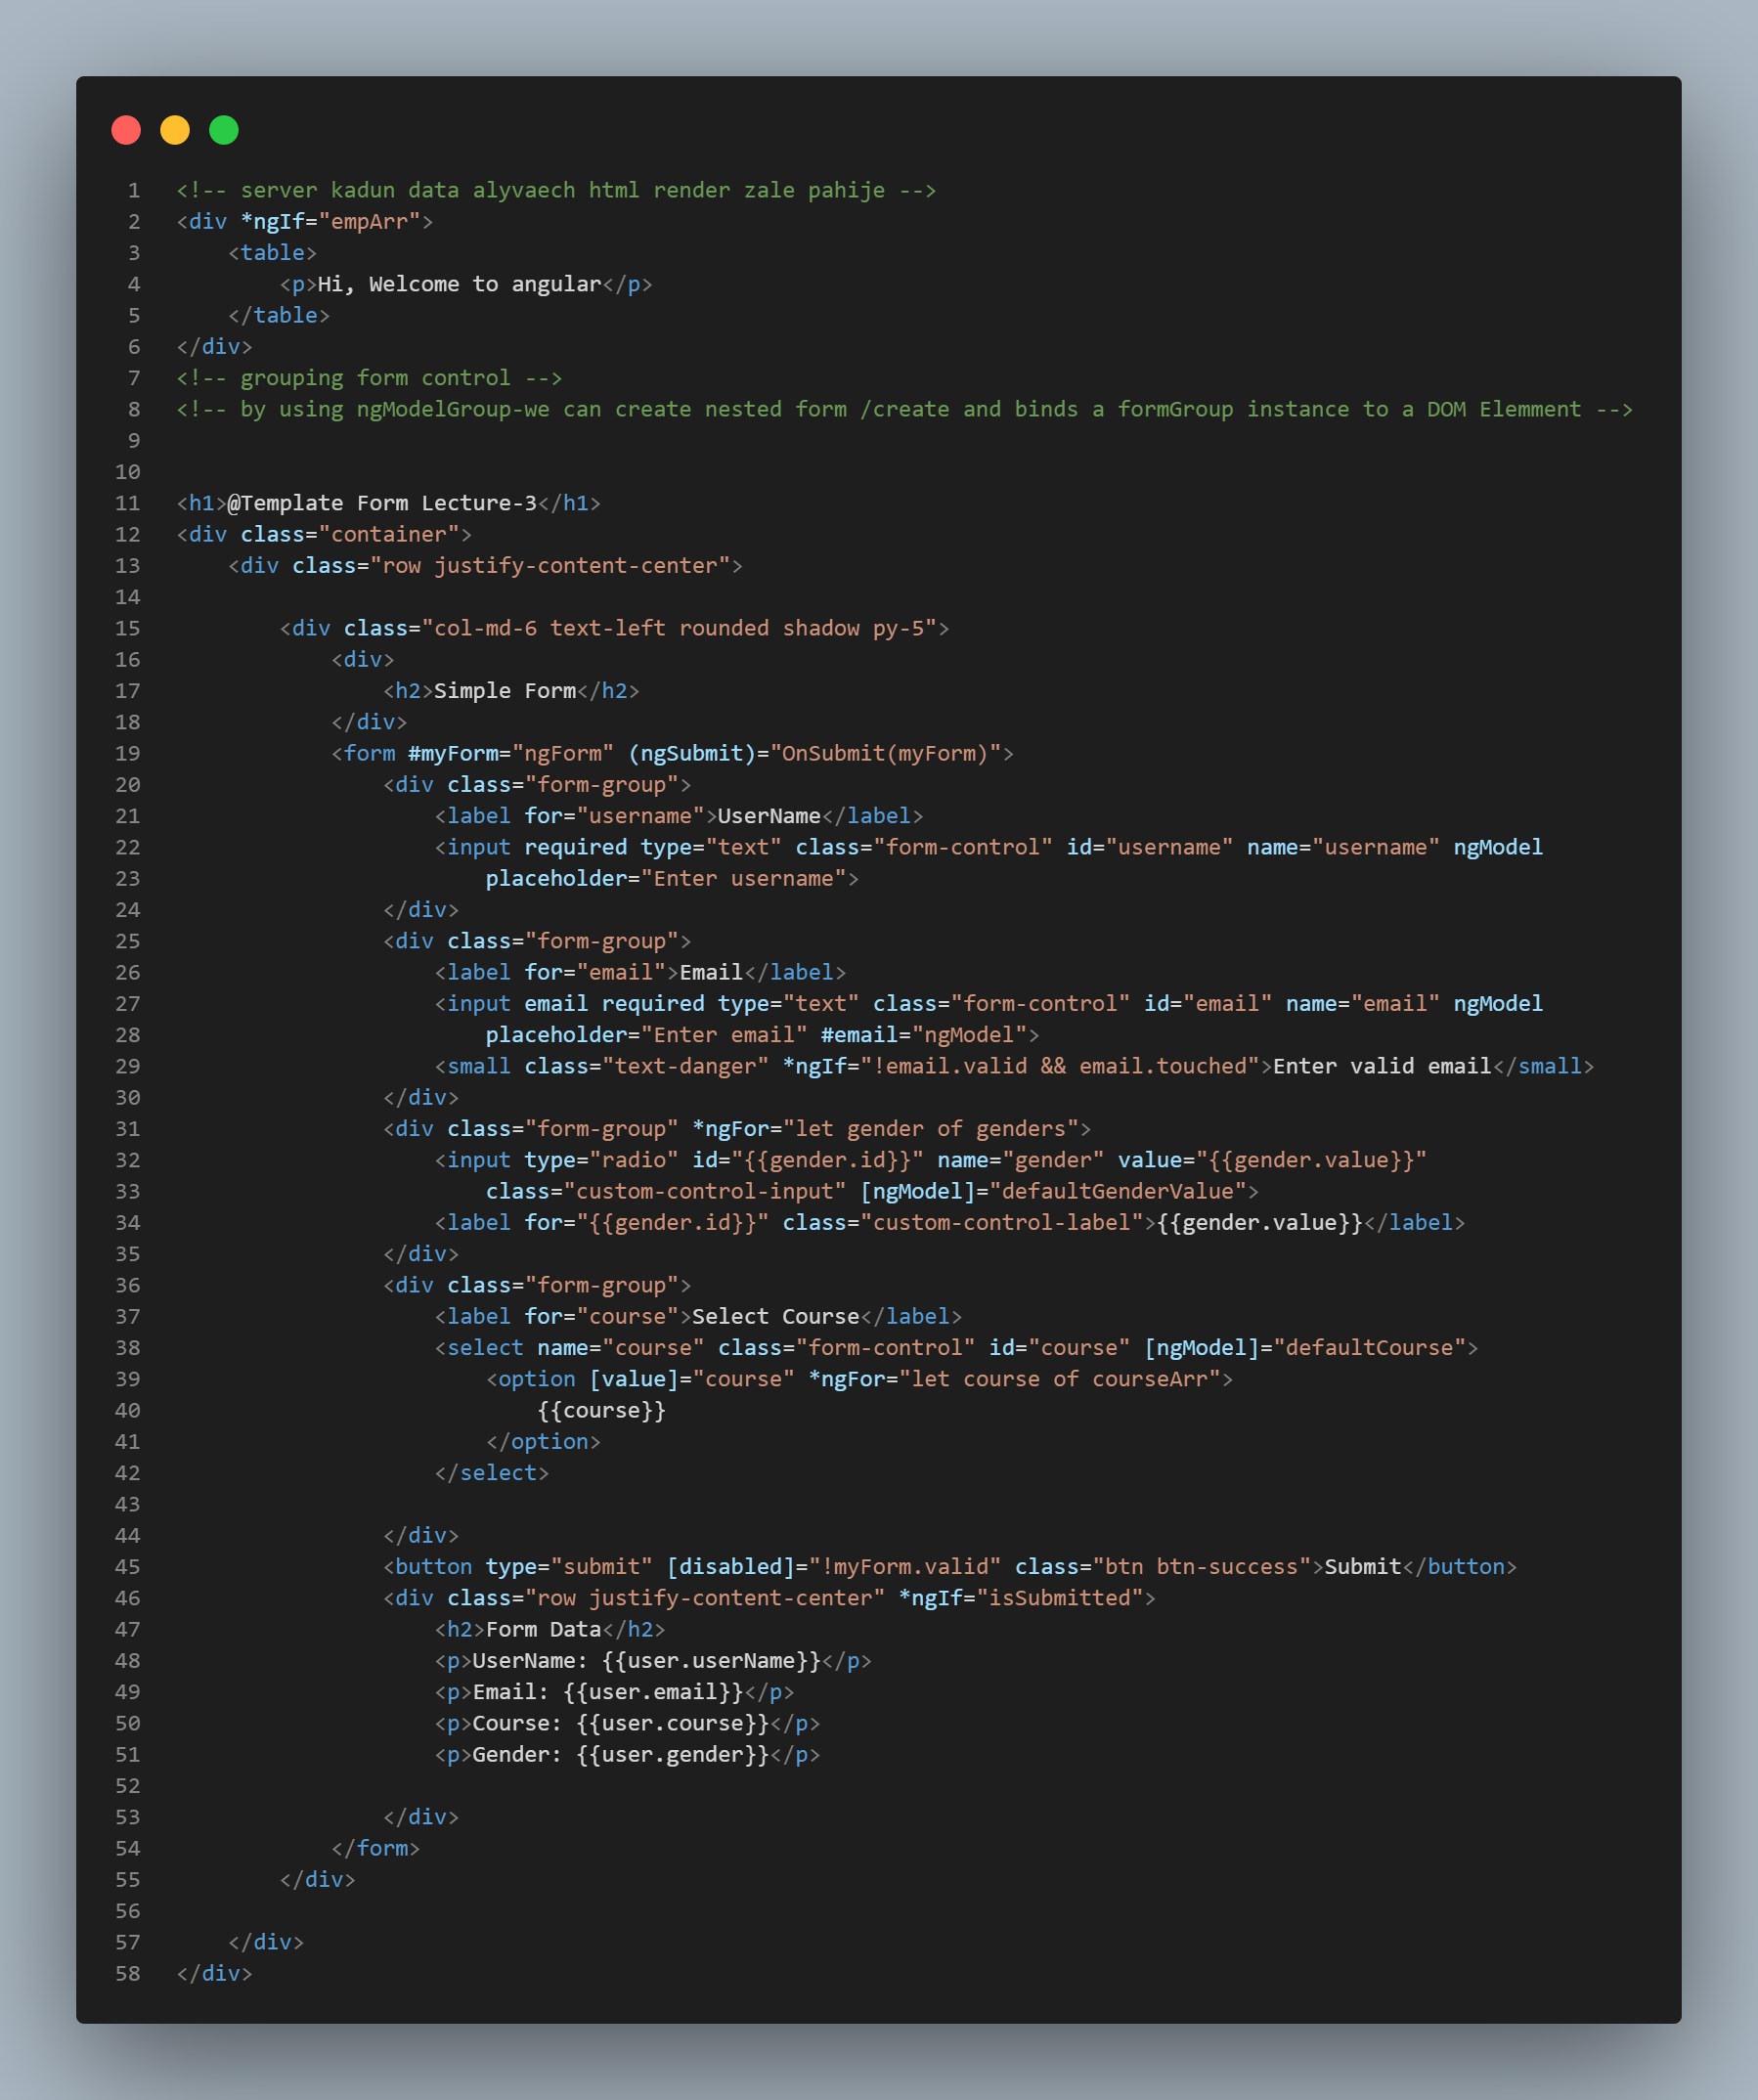 1 <!-- server kadun data alyvaech html render zale pahije -->
2 <div *ngIf="empArr">
3     <table>
4         <p>Hi, Welcome to angular</p>
5     </table>
6 </div>
7 <!-- grouping form control -->
8 <!-- by using ngModelGroup-we can create nested form /create and binds a formGroup instance to a DOM Elemment -->
9
10
11 <h1>@Template Form Lecture-3</h1>
12 <div class="container">
13     <div class="row justify-content-center">
14
15         <div class="col-md-6 text-left rounded shadow py-5">
16             <div>
17                 <h2>Simple Form</h2>
18             </div>
19             <form #myForm="ngForm" (ngSubmit)="OnSubmit(myForm)">
20                 <div class="form-group">
21                     <label for="username">UserName</label>
22                     <input required type="text" class="form-control" id="username" name="username" ngModel
23                         placeholder="Enter username">
24                 </div>
25                 <div class="form-group">
26                     <label for="email">Email</label>
27                     <input email required type="text" class="form-control" id="email" name="email" ngModel
28                         placeholder="Enter email" #email="ngModel">
29                     <small class="text-danger" *ngIf="!email.valid && email.touched">Enter valid email</small>
30                 </div>
31                 <div class="form-group" *ngFor="let gender of genders">
32                     <input type="radio" id="{{gender.id}}" name="gender" value="{{gender.value}}"
33                         class="custom-control-input" [ngModel]="defaultGenderValue">
34                     <label for="{{gender.id}}" class="custom-control-label">{{gender.value}}</label>
35                 </div>
36                 <div class="form-group">
37                     <label for="course">Select Course</label>
38                     <select name="course" class="form-control" id="course" [ngModel]="defaultCourse">
39                         <option [value]="course" *ngFor="let course of courseArr">
40                             {{course}}
41                         </option>
42                     </select>
43
44                 </div>
45                 <button type="submit" [disabled]="!myForm.valid" class="btn btn-success">Submit</button>
46                 <div class="row justify-content-center" *ngIf="isSubmitted">
47                     <h2>Form Data</h2>
48                     <p>UserName: {{user.userName}}</p>
49                     <p>Email: {{user.email}}</p>
50                     <p>Course: {{user.course}}</p>
51                     <p>Gender: {{user.gender}}</p>
52
53                 </div>
54             </form>
55         </div>
56
57     </div>
58 </div>